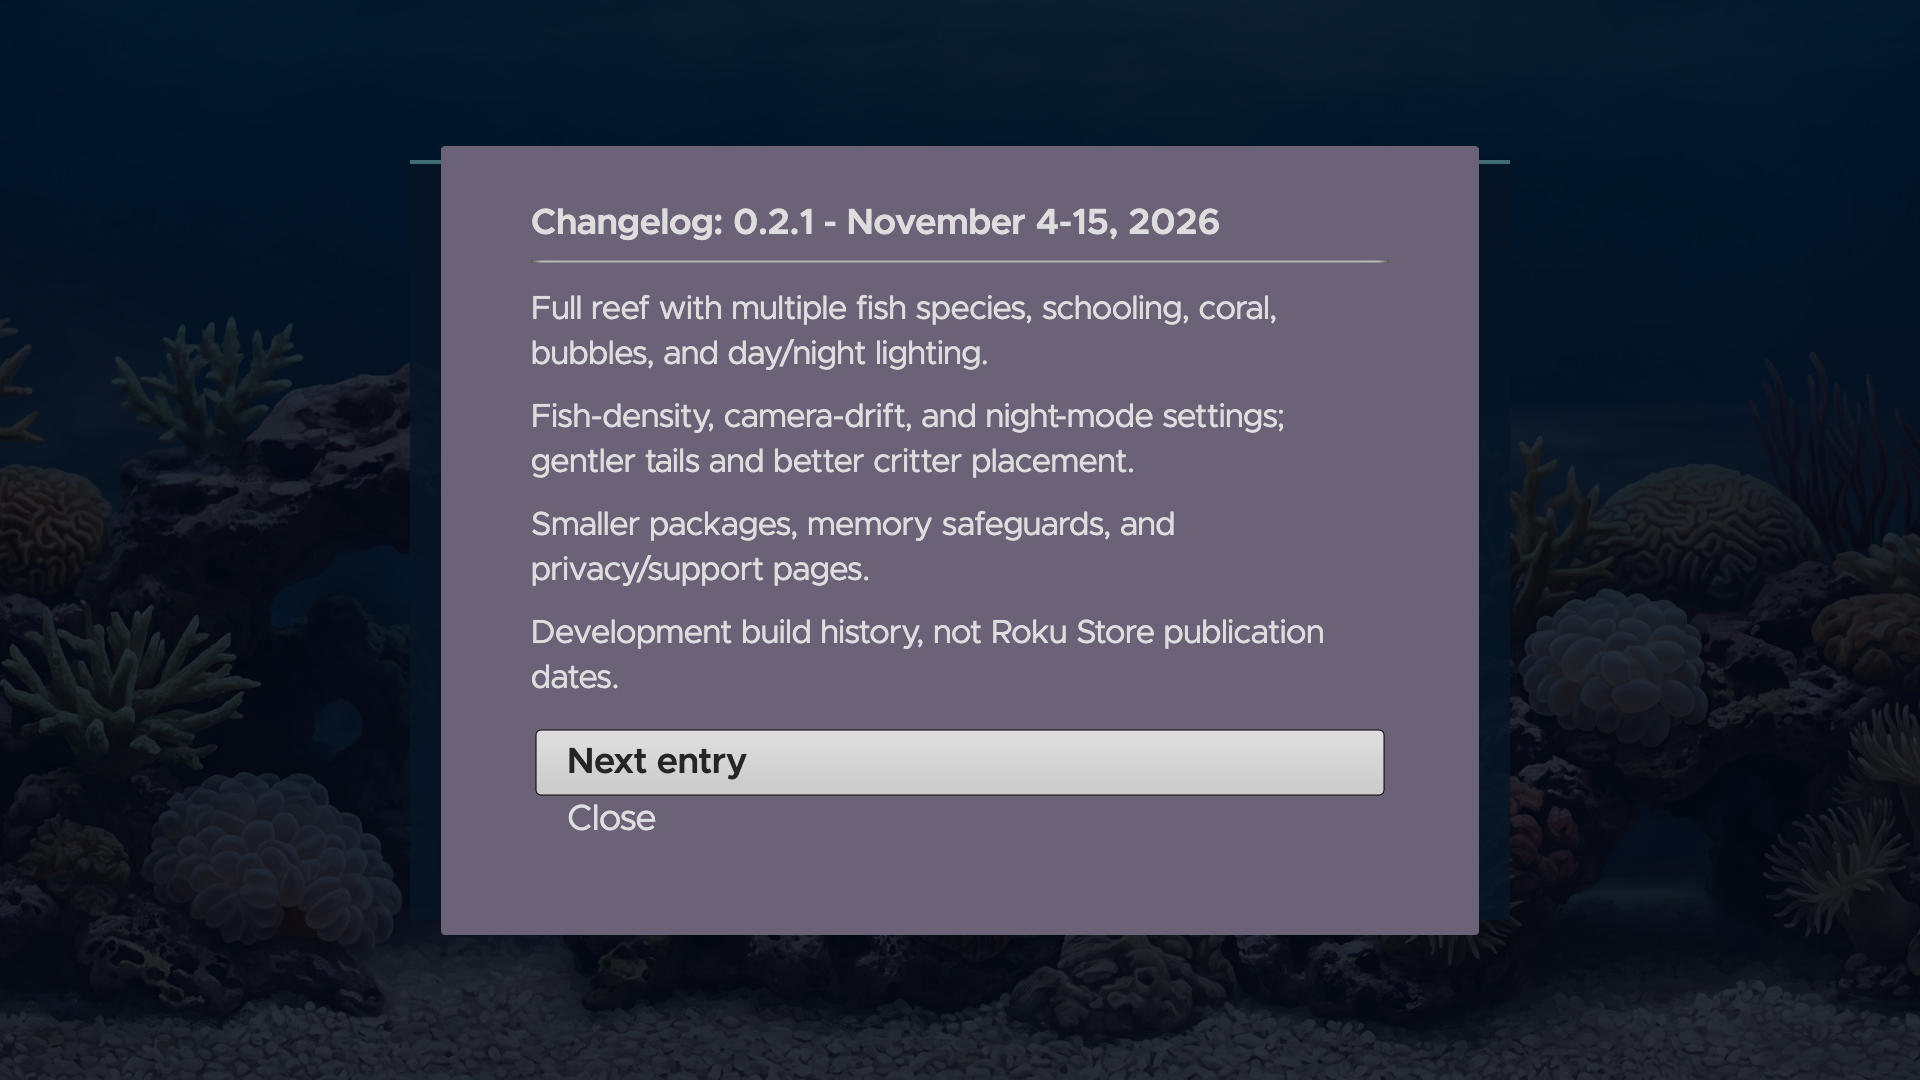 Changelog: 0.2.1 - November 4-15, 2026
Full reef with multiple fish species, schooling, coral,
bubbles, and day/night lighting.
Fish-density, camera-drift, and night-mode settings;
gentler tails and better critter placement.
Smaller packages, memory safeguards, and
privacy/support pages.
Development build history, not Roku Store publication
dates.
Next entry
Close